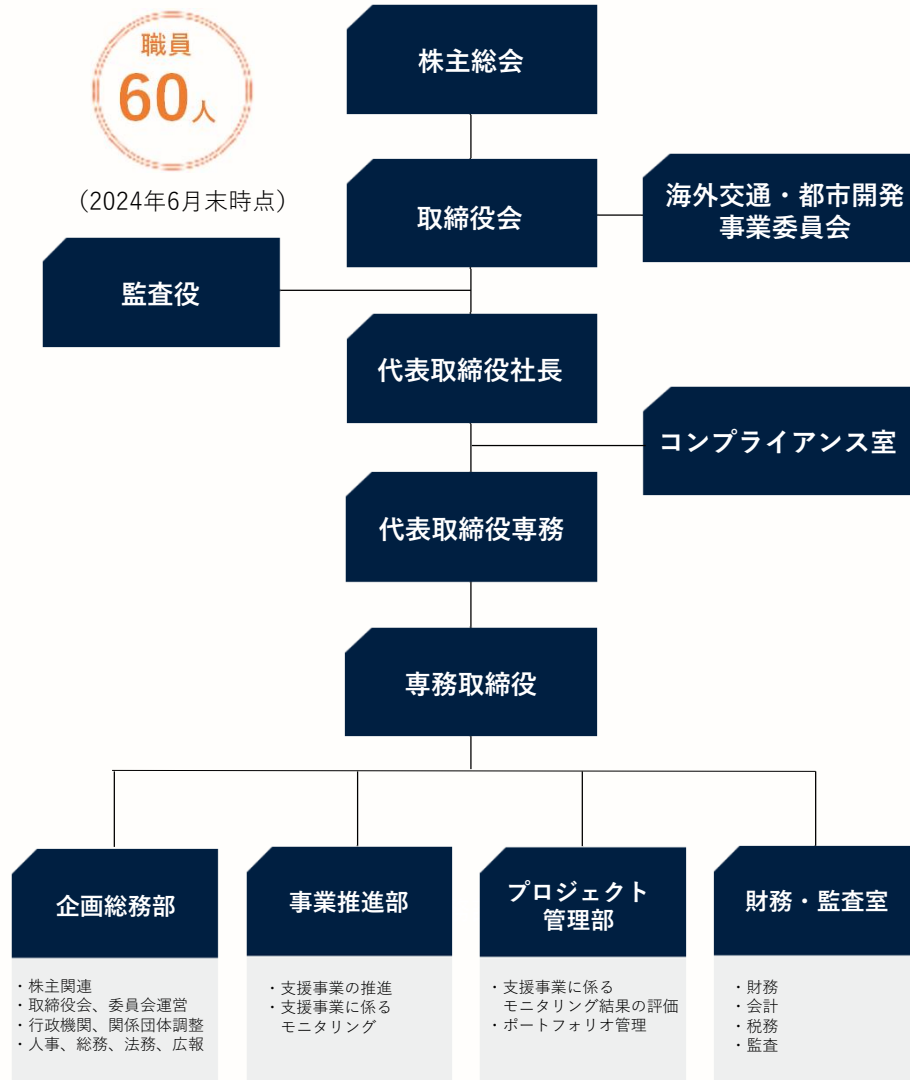 職員
60人
（2024年6月末時点）
株主総会
取締役会
海外交通・都市開発
事業委員会
監査役
代表取締役社長
コンプライアンス室
代表取締役専務
専務取締役
企画総務部
・株主関連
・取締役会、委員会運営
・行政機関、関係団体調整
・人事、総務、法務、広報
事業推進部
・支援事業の推進
・支援事業に係る
モニタリング
プロジェクト
管理部
・支援事業に係る
モニタリング結果の評価
・ポートフォリオ管理
財務・監査室
・財務
・会計
・税務
・監査